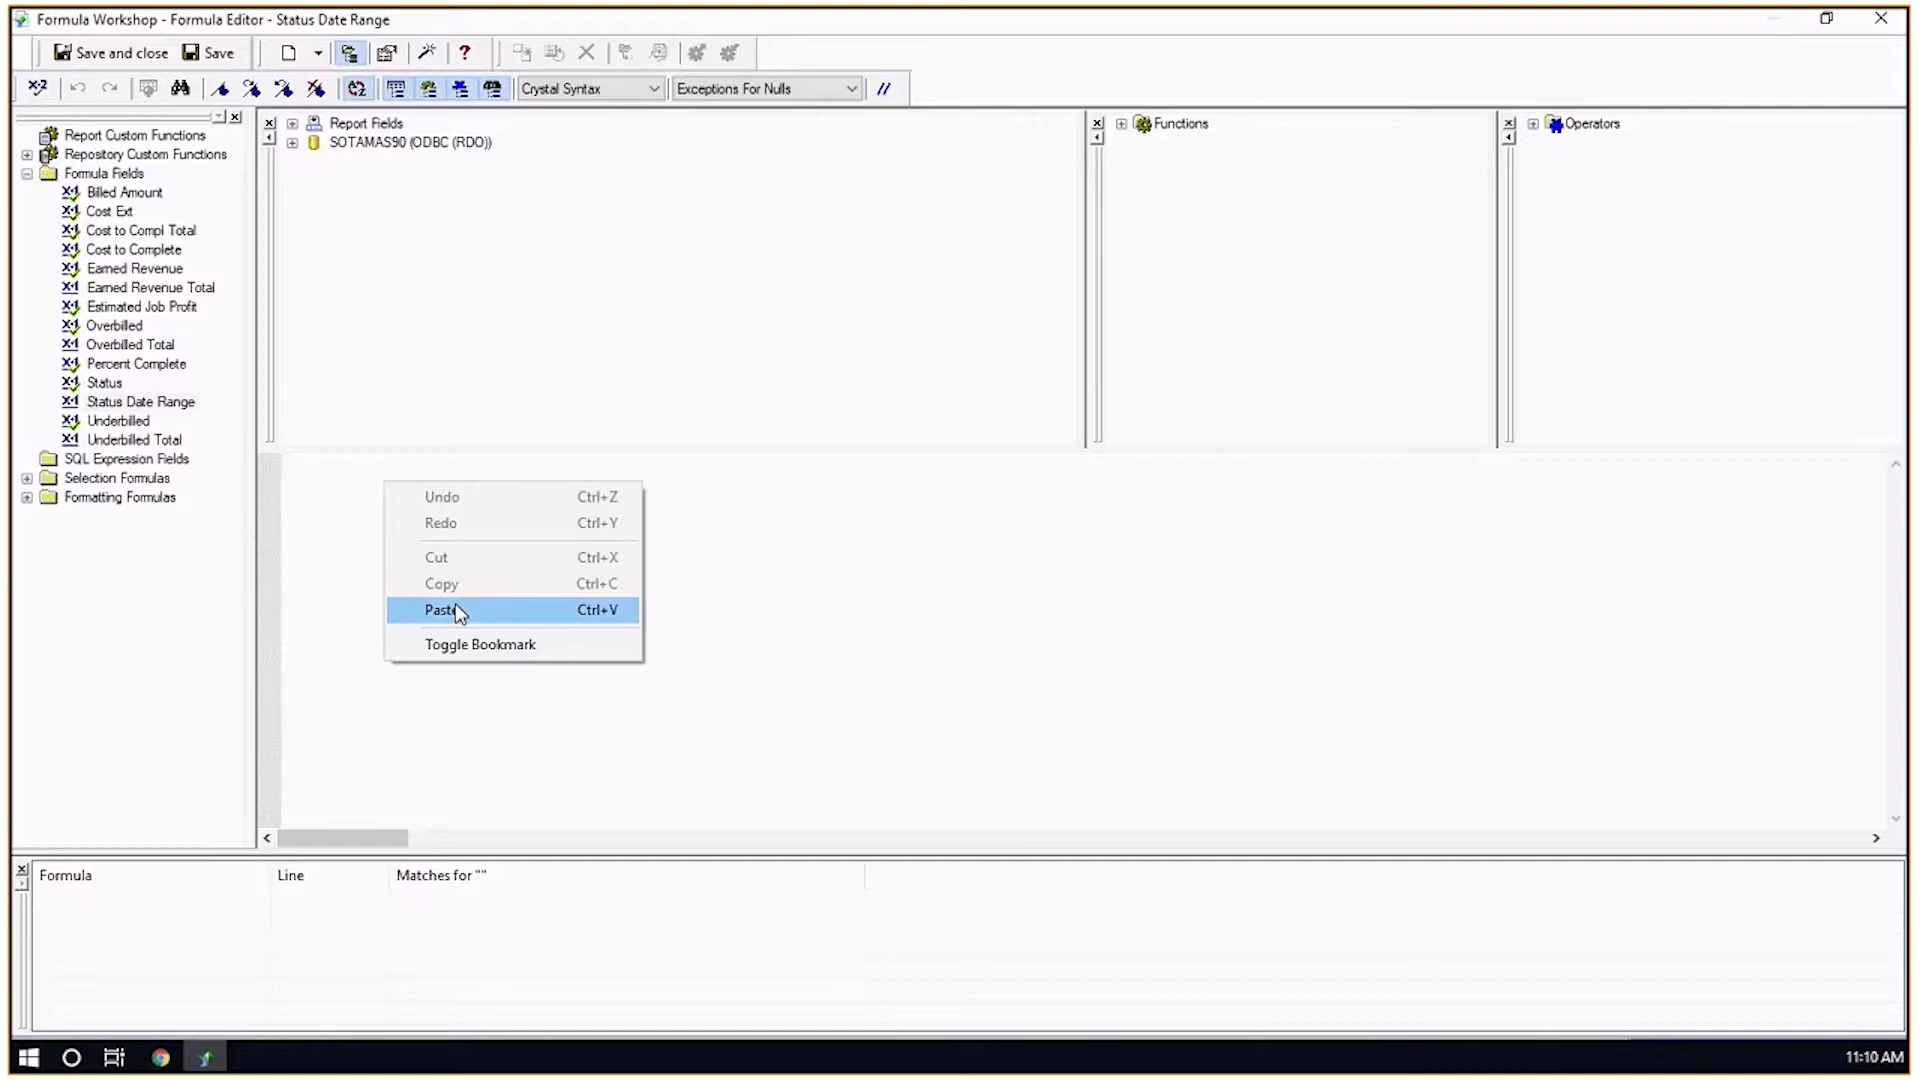 Formula Workshop - Formula Editor - Status Date Range
Save and close Save
Crystal Syntax Exceptions For Nulls //
Report Custom Functions
Repository Custom Functions
Formula Fields
Billed Amount
Cost Ext
Cost to Compl Total
Cost to Complete
Earned Revenue
Earned Revenue Total
Estimated Job Profit
Overbilled
Overbilled Total
Percent Complete
Status
Status Date Range
Underbilled
Underbilled Total
SQL Expression Fields
Selection Formulas
Formatting Formulas
Report Fields
SOTAMAS90 (ODBC (RDO))
Functions
Operators
Undo Ctrl+Z
Redo Ctrl+Y
Cut Ctrl+X
Copy Ctrl+C
Paste Ctrl+V
Toggle Bookmark
Formula Line Matches for ""
11:10 AM